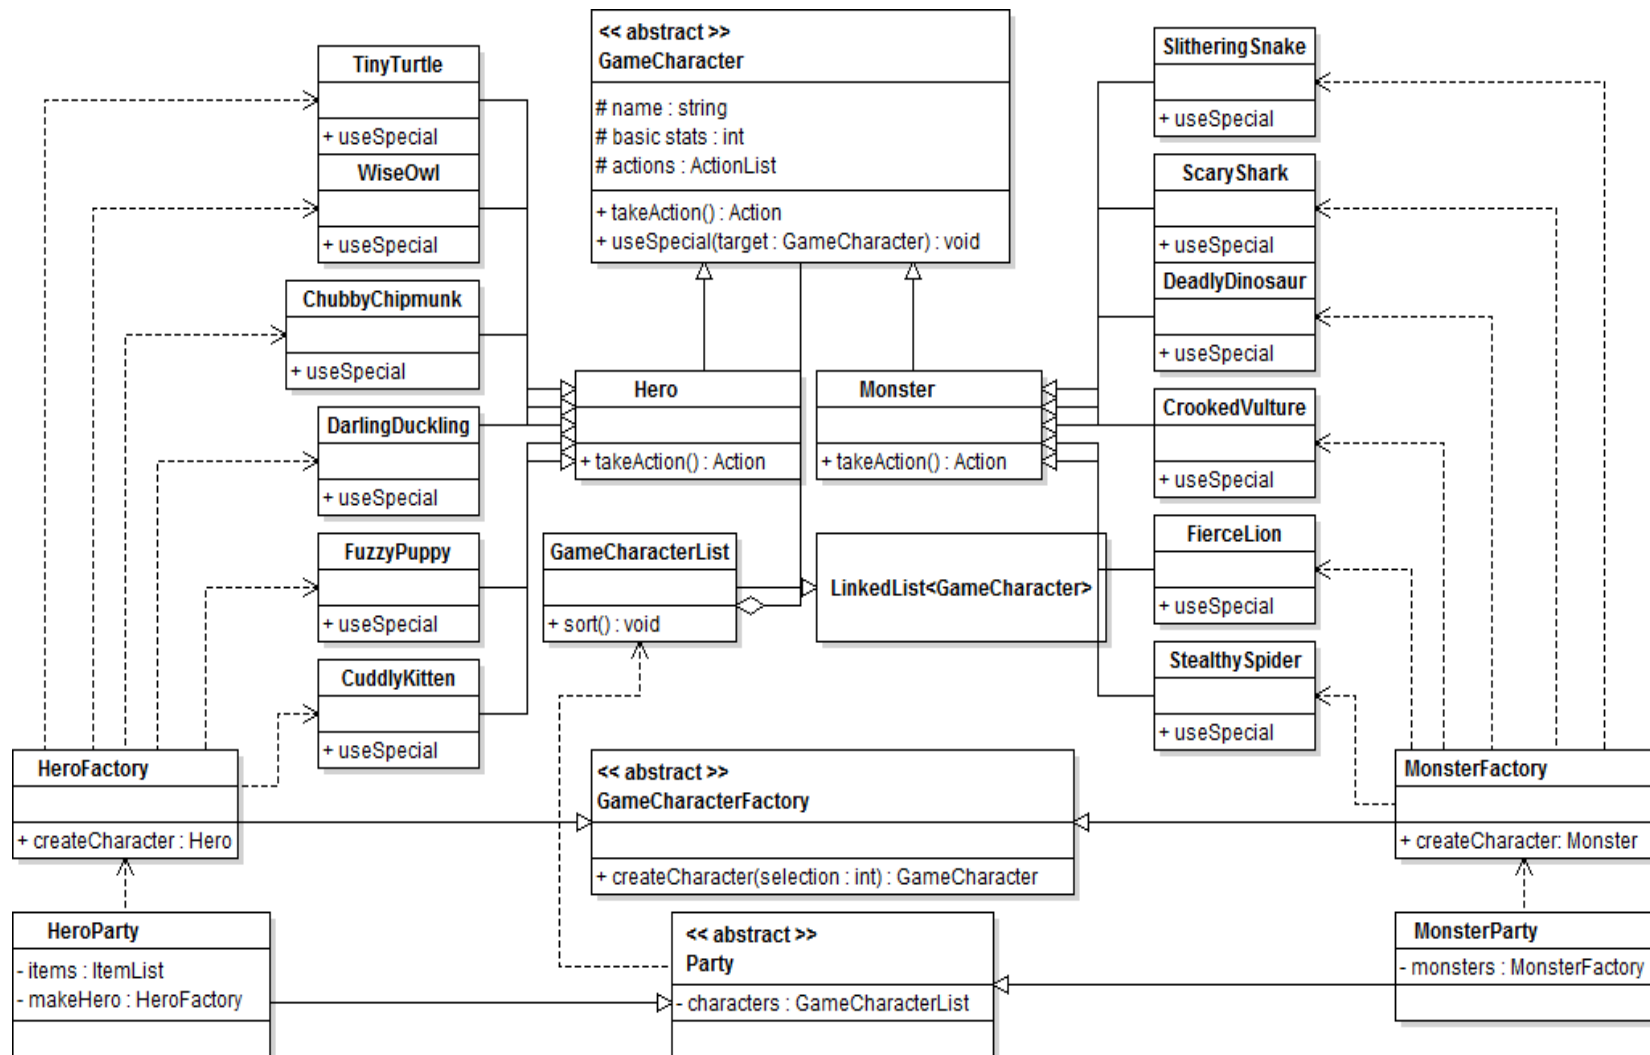 << abstract >>
GameCharacter
# name : string
# basic stats : int
# actions : ActionList
+ takeAction() : Action
+ useSpecial(target : GameCharacter) : void
TinyTurtle
+ useSpecial
WiseOwl
+ useSpecial
ChubbyChipmunk
+ useSpecial
DarlingDuckling
+ useSpecial
FuzzyPuppy
+ useSpecial
CuddlyKitten
+ useSpecial
Hero
+ takeAction() : Action
Monster
+ takeAction() : Action
GameCharacterList
+ sort() : void
LinkedList<GameCharacter>
SlitheringSnake
+ useSpecial
ScaryShark
+ useSpecial
DeadlyDinosaur
+ useSpecial
CrookedVulture
+ useSpecial
FierceLion
+ useSpecial
StealthySpider
+ useSpecial
HeroFactory
+ createCharacter : Hero
<< abstract >>
GameCharacterFactory
+ createCharacter(selection : int) : GameCharacter
MonsterFactory
+ createCharacter: Monster
HeroParty
- items : ItemList
- makeHero : HeroFactory
<< abstract >>
Party
- characters : GameCharacterList
MonsterParty
- monsters : MonsterFactory